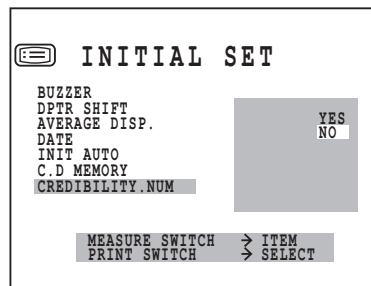 INITIAL SET
BUZZER
DPTR SHIFT
AVERAGE DISP.
DATE
INIT AUTO
C.D MEMORY
CREDIBILITY.NUM
YES
NO
MEASURE SWITCH → ITEM
PRINT SWITCH → SELECT